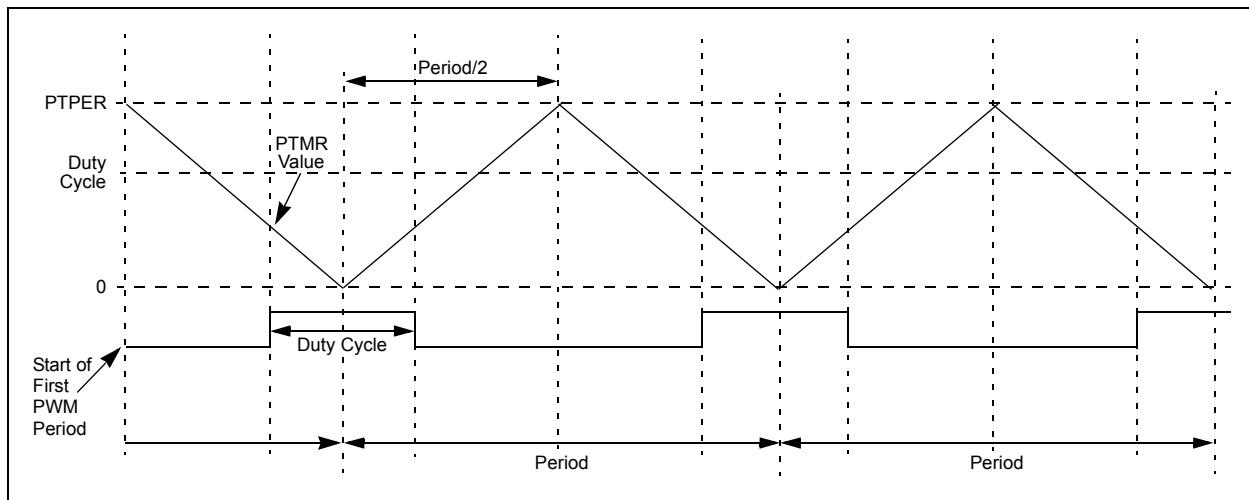 Period/2
PTPER
PTMR
Value
Duty
Cycle
0
Duty Cycle
Start of
First
PWM
Period
Period
Period